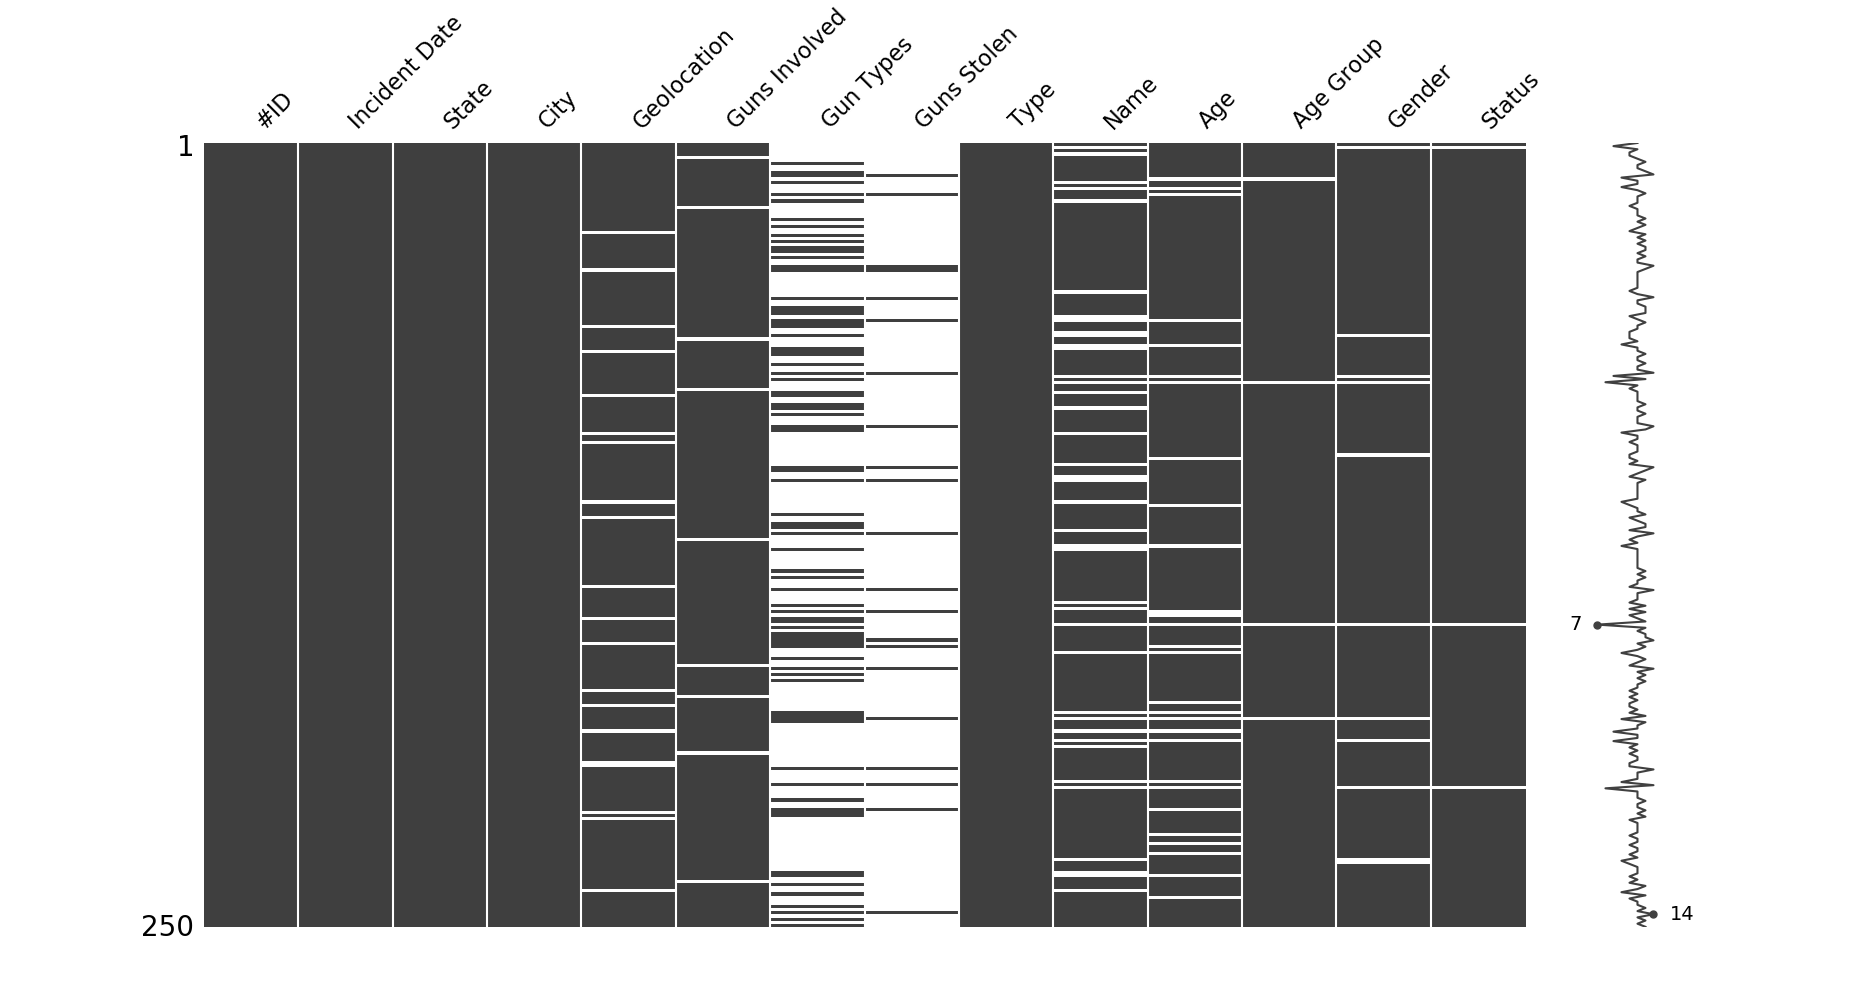 #ID
Incident Date
State
City
Geolocation
Guns Involved
Gun Types
Guns Stolen
Type
Name
Age
Age Group
Gender
Status
1
7
14
250